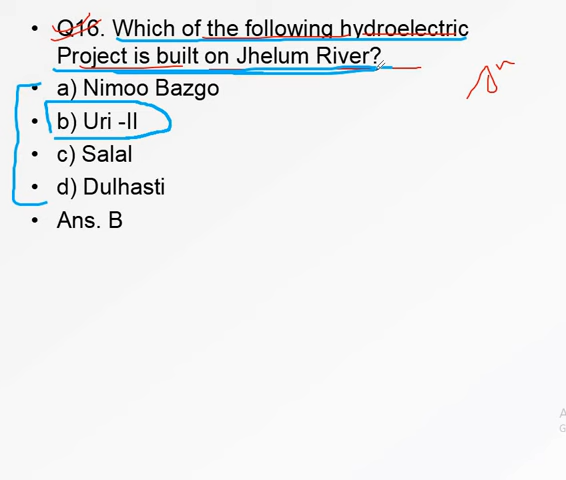 • Q16. Which of the following hydroelectric
Project is built on Jhelum River?
• a) Nimoo Bazgo
• b) Uri -II
• c) Salal
• d) Dulhasti
• Ans. B